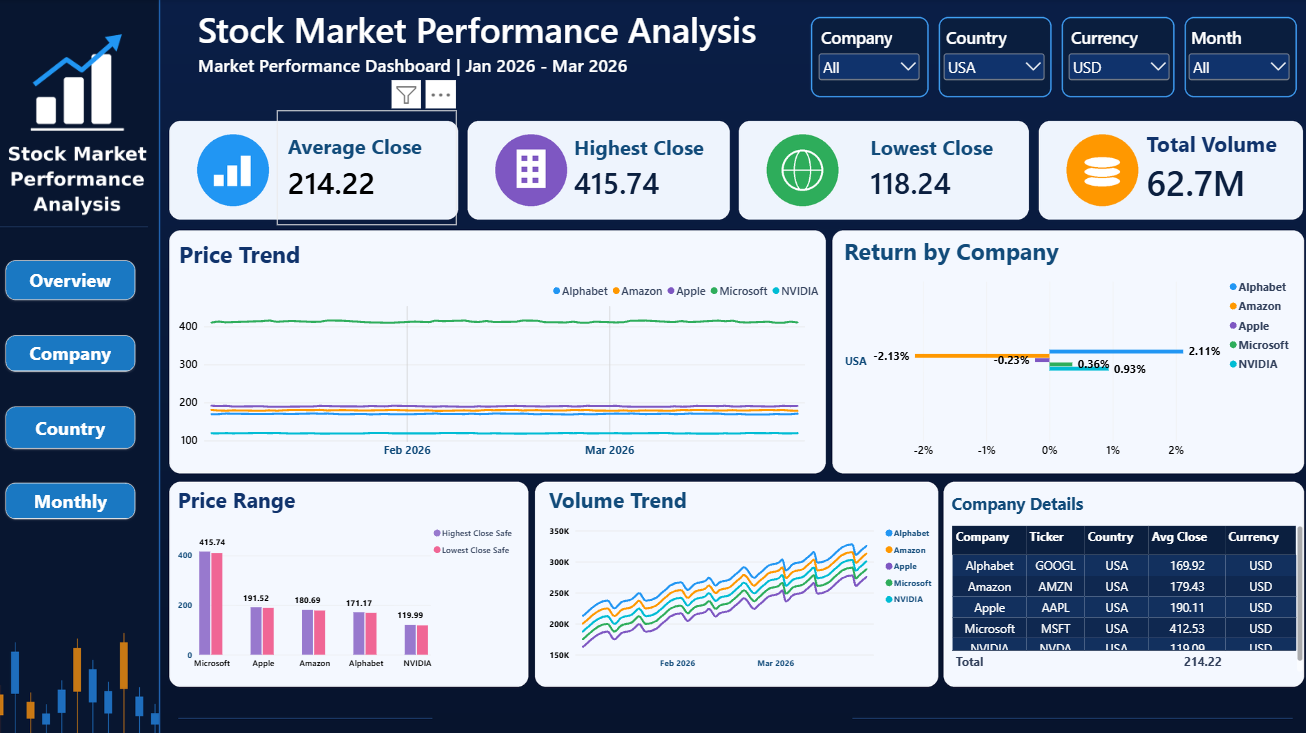 Stock Market Performance Analysis
Market Performance Dashboard | Jan 2026 - Mar 2026
Company
All
Country
USA
Currency
USD
Month
All
Stock Market
Performance
Analysis
Overview
Company
Country
Monthly
Average Close
214.22
Highest Close
415.74
Lowest Close
118.24
Total Volume
62.7M
Price Trend
Alphabet Amazon Apple Microsoft NVIDIA
400
300
200
100
Feb 2026 Mar 2026
Return by Company
Alphabet
Amazon
Apple
Microsoft
NVIDIA
USA
-2.13%
-0.23%
2.11%
0.36%
0.93%
-2% -1% 0% 1% 2%
Price Range
Highest Close Safe
Lowest Close Safe
400
200
0
415.74
191.52
180.69
171.17
119.99
Microsoft Apple Amazon Alphabet NVIDIA
Volume Trend
350K
300K
250K
200K
150K
Feb 2026 Mar 2026
Alphabet
Amazon
Apple
Microsoft
NVIDIA
Company Details
Company Ticker Country Avg Close Currency
Alphabet GOOGL USA 169.92 USD
Amazon AMZN USA 179.43 USD
Apple AAPL USA 190.11 USD
Microsoft MSFT USA 412.53 USD
NVIDIA NVDA USA 119.09 USD
Total 214.22